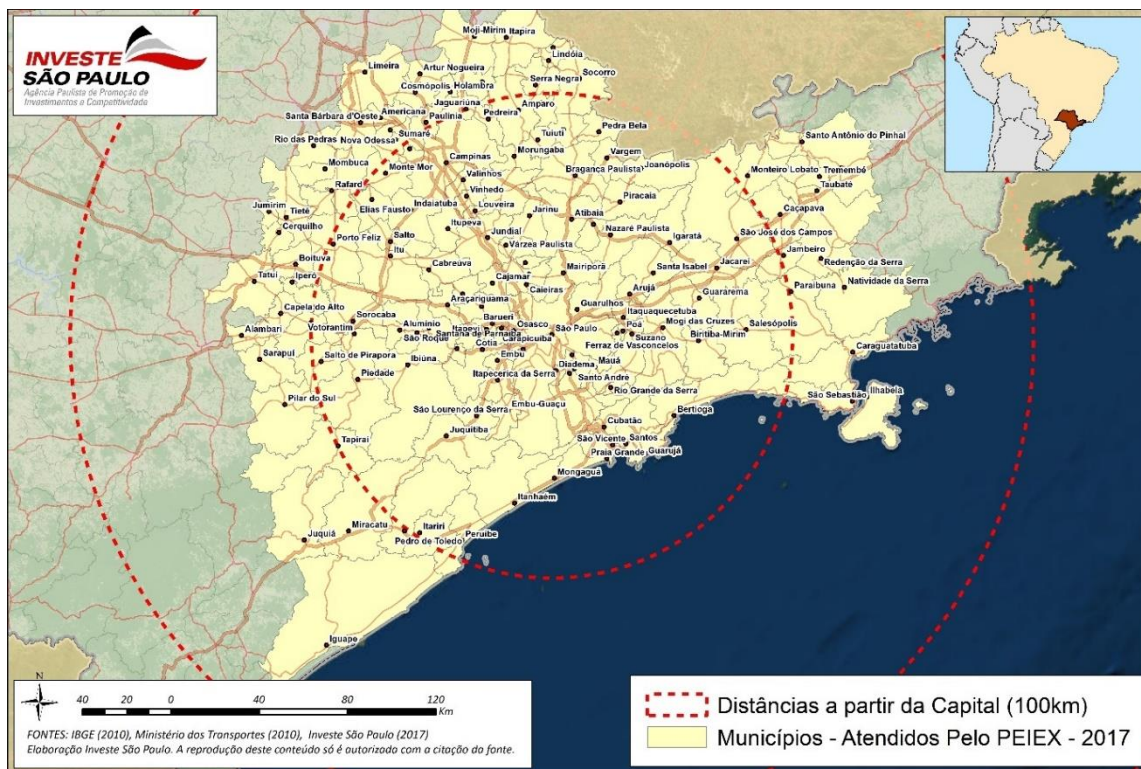 INVESTE
SÃO PAULO
Agência Paulista de Promoção de
Investimentos e Competitividade
Moji-Mirim
Itapira
Lindóia
Limeira
Artur Nogueira
Socorro
Serra Negra
Cosmópolis
Holambra
Jaguariúna
Amparo
Santa Bárbara d'Oeste
Americana
Paulínia
Pedreira
Rio das Pedras
Nova Odessa
Sumaré
Tuiuti
Pedra Bela
Santo Antônio do Pinhal
Mombuca
Monte Mor
Campinas
Morungaba
Vargem
Joanópolis
Bragança Paulista
Monteiro Lobato
Tremembé
Rafard
Valinhos
Vinhedo
Taubaté
Jumirim
Tietê
Elias Fausto
Indaiatuba
Louveira
Jarinu
Atibaia
Piracaia
Caçapava
Cerquilho
Itupeva
Jundiaí
Nazaré Paulista
Igaratá
São José dos Campos
Porto Feliz
Salto
Itu
Várzea Paulista
Jambeiro
Redenção da Serra
Boituva
Cabreúva
Cajamar
Mairiporã
Santa Isabel
Jacareí
Tatuí
Iperó
Caieiras
Arujá
Guararema
Paraibuna
Natividade da Serra
Araçariguama
Guarulhos
Itaquaquecetuba
Capela do Alto
Sorocaba
Barueri
Alambari
Votorantim
Alumínio
Itapevi
Osasco
São Paulo
Poá
Mogi das Cruzes
Salesópolis
Santana de Parnaíba
São Roque
Carapicuíba
Suzano
Cotia
Ferraz de Vasconcelos
Biritiba-Mirim
Caraguatatuba
Sarapuí
Salto de Pirapora
Ibiúna
Embu
Diadema
Mauá
Itapecerica da Serra
Santo André
Piedade
Rio Grande da Serra
Pilar do Sul
Embu-Guaçu
São Sebastião
Ilhabela
São Lourenço da Serra
Bertioga
Juquitiba
Cubatão
Tapiraí
São Vicente
Santos
Praia Grande
Guarujá
Mongaguá
Itanhaém
Miracatu
Itariri
Juquiá
Pedro de Toledo
Peruíbe
Iguape
N
40 20 0 40 80 120
Km
FONTES: IBGE (2010), Ministério dos Transportes (2010), Investe São Paulo (2017)
Elaboração Investe São Paulo. A reprodução deste conteúdo só é autorizado com a citação da fonte.
Distâncias a partir da Capital (100km)
Municípios - Atendidos Pelo PEIEX - 2017